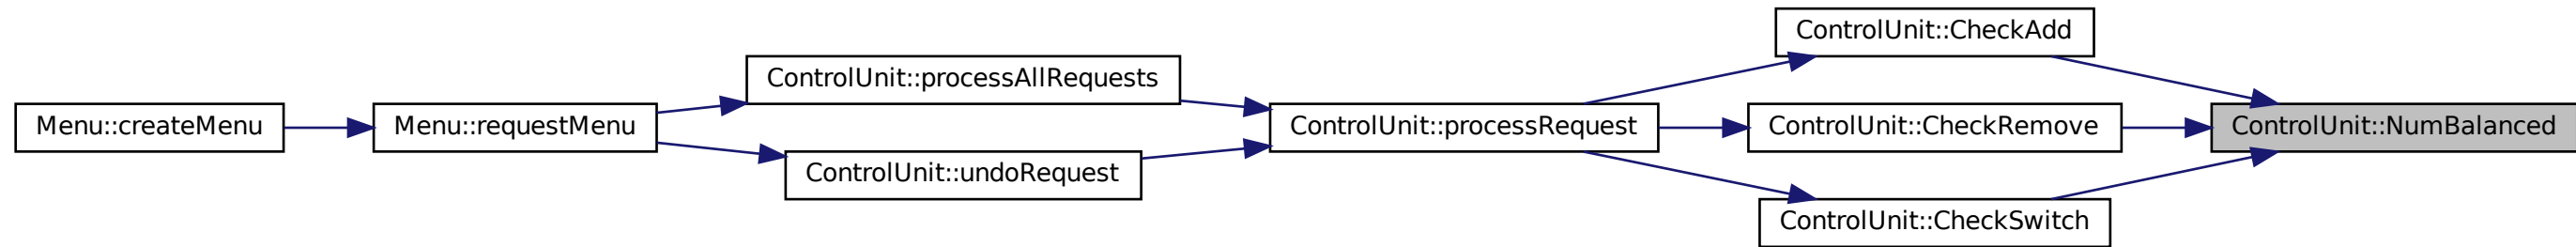 Menu::createMenu
Menu::requestMenu
ControlUnit::processAllRequests
ControlUnit::undoRequest
ControlUnit::processRequest
ControlUnit::CheckAdd
ControlUnit::CheckRemove
ControlUnit::CheckSwitch
ControlUnit::NumBalanced